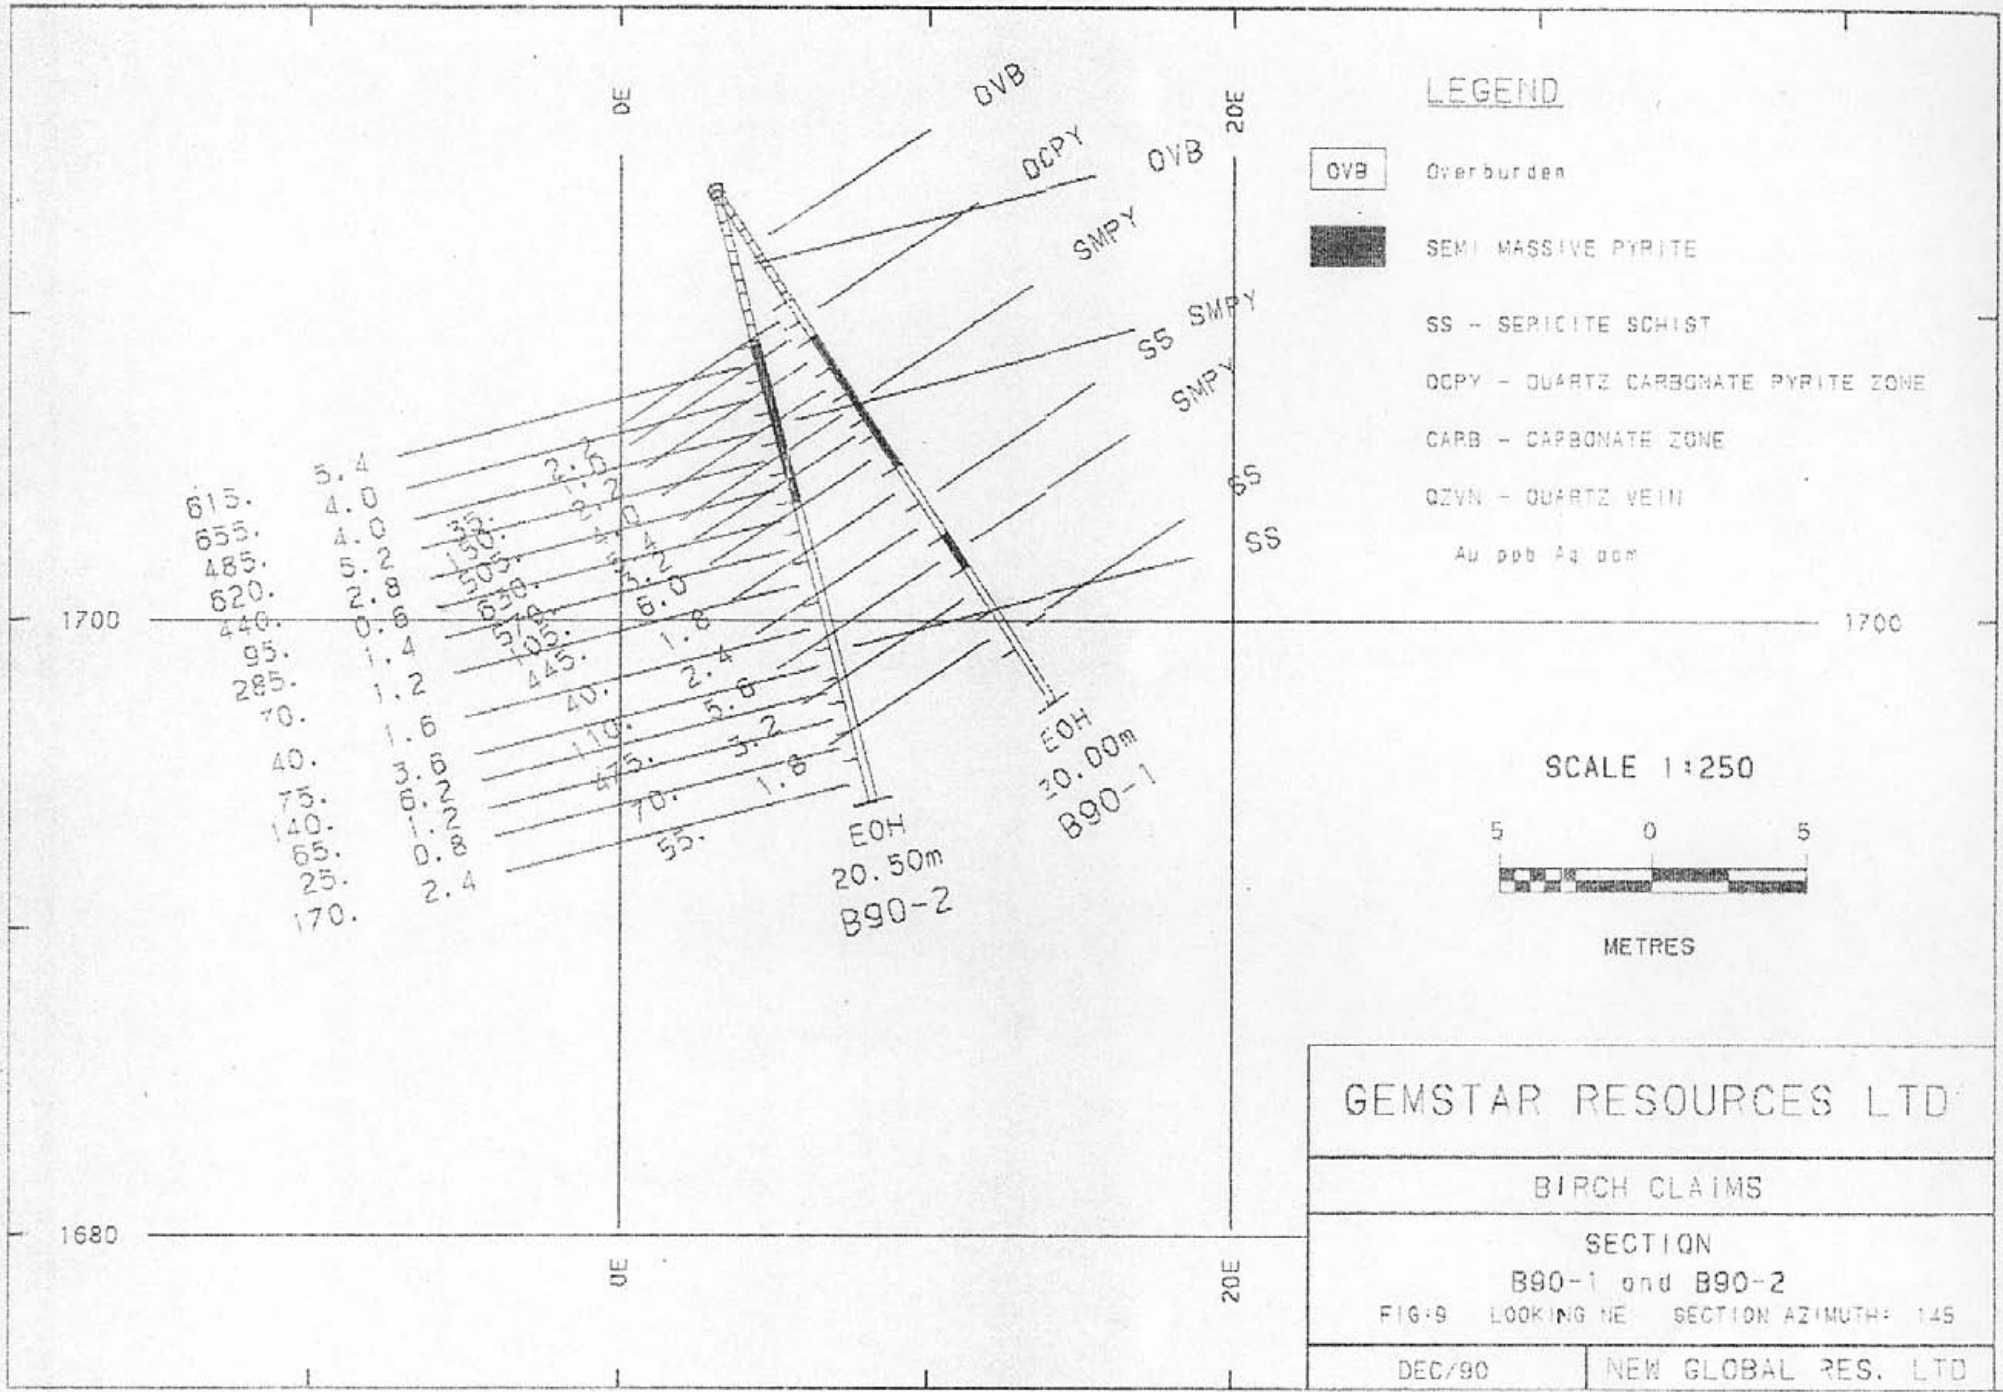 0E
20E
OVB
QCPY
OVB
SMPY
SMPY
SS
SMPY
SS
SS
LEGEND
OVB Overburden
SEMI MASSIVE PYRITE
SS - SERICITE SCHIST
QCPY - QUARTZ CARBONATE PYRITE ZONE
CARB - CARBONATE ZONE
QZVN - QUARTZ VEIN
Au ppb Ag ppm
1700
1700
615. 5.4
655. 4.0
485. 4.0
620. 5.2
440. 2.8
95. 0.6
285. 1.4
70. 1.2
40. 1.6
75. 3.6
140. 6.2
65. 1.2
25. 0.8
170. 2.4
35. 2.2
150.
505.
630. 2.2
4.0
105.
445. 6.0
40. 1.8
110. 2.4
475. 5.6
70. 3.2
55. 1.8
EOH
20.50m
B90-2
EOH
20.00m
B90-1
SCALE 1:250
5 0 5
METRES
1680
0E
20E
GEMSTAR RESOURCES LTD
BIRCH CLAIMS
SECTION
B90-1 and B90-2
FIG:9 LOOKING NE SECTION AZIMUTH: 145
DEC/90 NEW GLOBAL RES. LTD